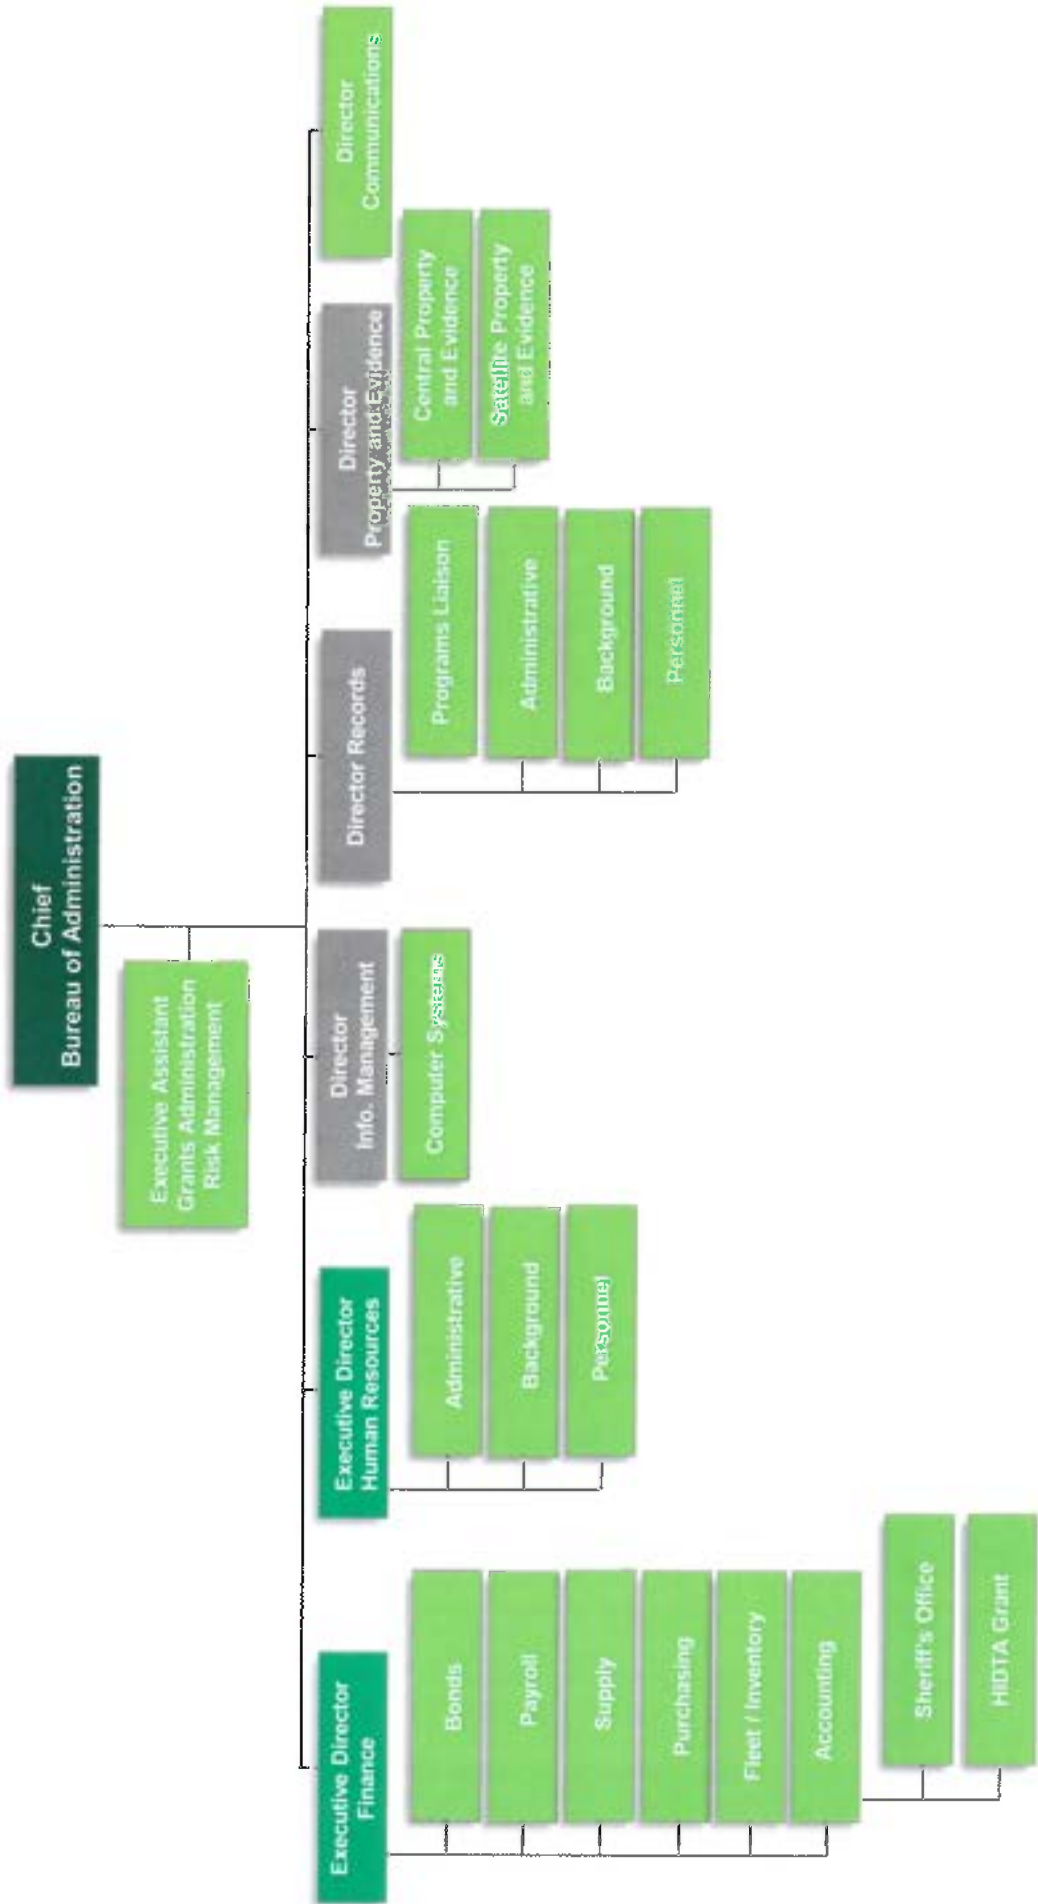 Chief
Bureau of Administration
Executive Assistant
Grants Administration
Risk Management
Executive Director
Finance
Bonds
Payroll
Supply
Purchasing
Fleet / Inventory
Accounting
Sheriff's Office
HIDTA Grant
Executive Director
Human Resources
Administrative
Background
Personnel
Director
Info. Management
Computer Systems
Director Records
Programs Liaison
Administrative
Background
Personnel
Director
Property and Evidence
Central Property
and Evidence
Satellite Property
and Evidence
Director
Communications